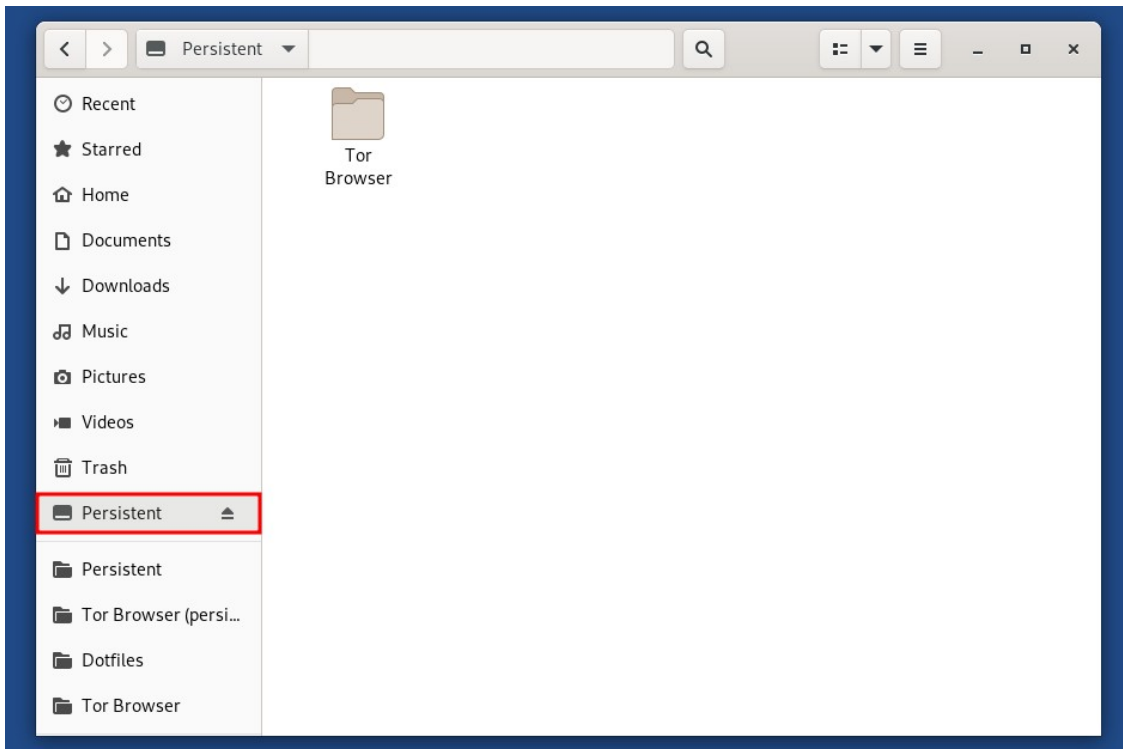 Persistent
Recent
Starred
Home
Documents
Downloads
Music
Pictures
Videos
Trash
Persistent
Persistent
Tor Browser (persi...
Dotfiles
Tor Browser
Tor
Browser